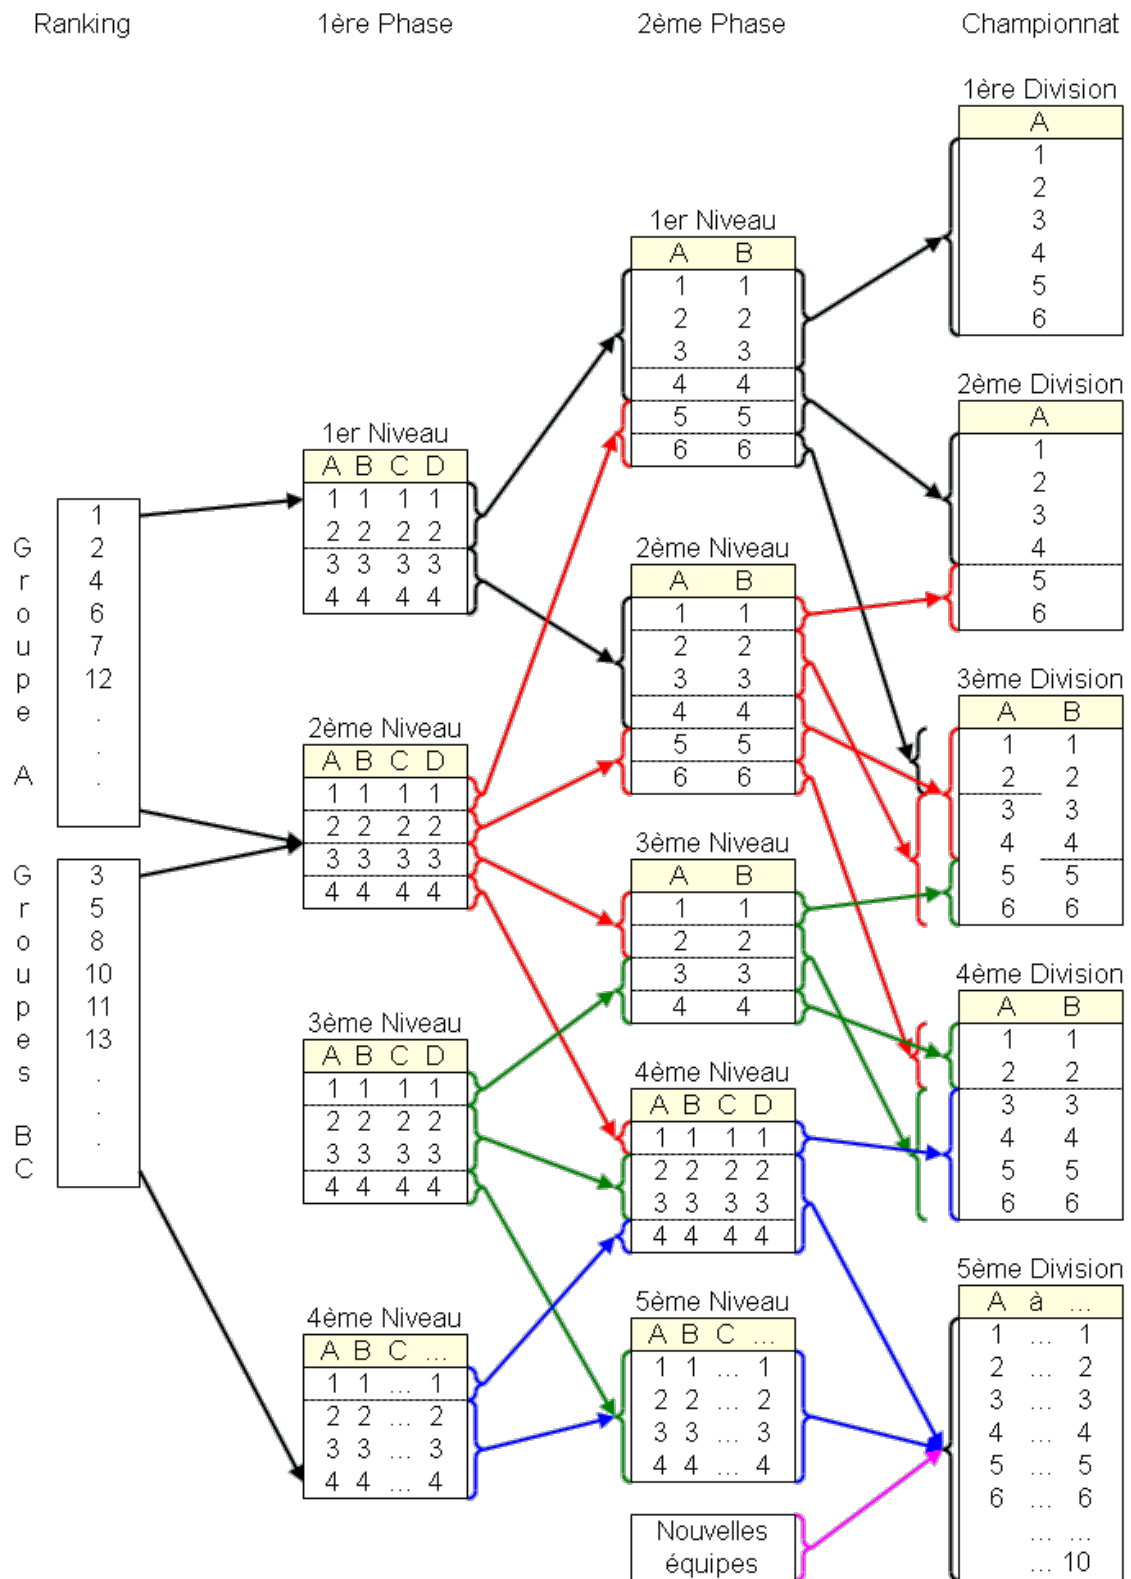 Ranking 1ère Phase 2ème Phase Championnat
Groupe A
1
2
4
6
7
12
.
.
.
Groupes BC
3
5
8
10
11
13
.
.
.
1er Niveau
A B C D
1 1 1 1
2 2 2 2
3 3 3 3
4 4 4 4
2ème Niveau
A B C D
1 1 1 1
2 2 2 2
3 3 3 3
4 4 4 4
3ème Niveau
A B C D
1 1 1 1
2 2 2 2
3 3 3 3
4 4 4 4
4ème Niveau
A B C ...
1 1 ... 1
2 2 ... 2
3 3 ... 3
4 4 ... 4
1er Niveau
A B
1 1
2 2
3 3
4 4
5 5
6 6
2ème Niveau
A B
1 1
2 2
3 3
4 4
5 5
6 6
3ème Niveau
A B
1 1
2 2
3 3
4 4
4ème Niveau
A B C D
1 1 1 1
2 2 2 2
3 3 3 3
4 4 4 4
5ème Niveau
A B C ...
1 1 ... 1
2 2 ... 2
3 3 ... 3
4 4 ... 4
Nouvelles
équipes
1ère Division
A
1
2
3
4
5
6
2ème Division
A
1
2
3
4
5
6
3ème Division
A B
1 1
2 2
3 3
4 4
5 5
6 6
4ème Division
A B
1 1
2 2
3 3
4 4
5 5
6 6
5ème Division
A à ...
1 ... 1
2 ... 2
3 ... 3
4 ... 4
5 ... 5
6 ... 6
... ...
... 10